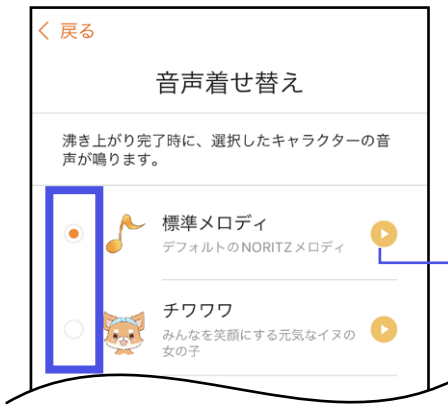 戻る
音声着せ替え
沸き上がり完了時に、選択したキャラクターの音
声が鳴ります。
標準メロディ
デフォルトのNORITZメロディ
チワワワ
みんなを笑顔にする元気なイヌの
女の子